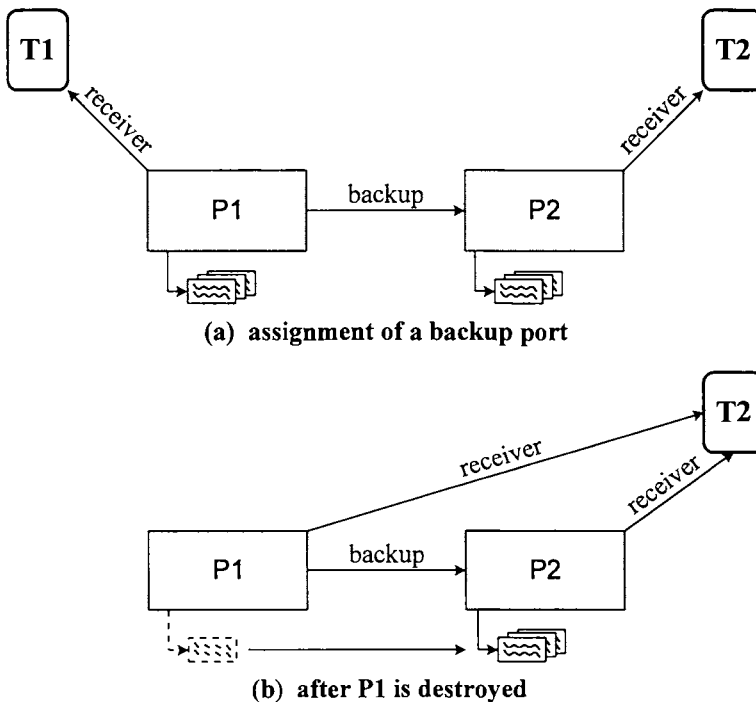 T1
T2
receiver
receiver
P1
backup
P2
(a) assignment of a backup port
T2
receiver
receiver
P1
backup
P2
(b) after P1 is destroyed